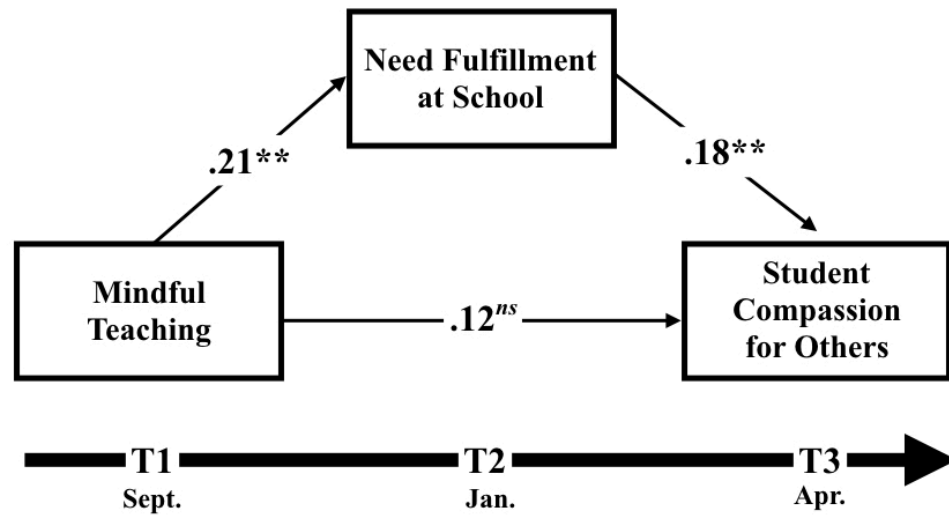 Need Fulfillment
at School
.21**
.18**
Mindful
Teaching
.12ns
Student
Compassion
for Others
T1
T2
T3
Sept.
Jan.
Apr.